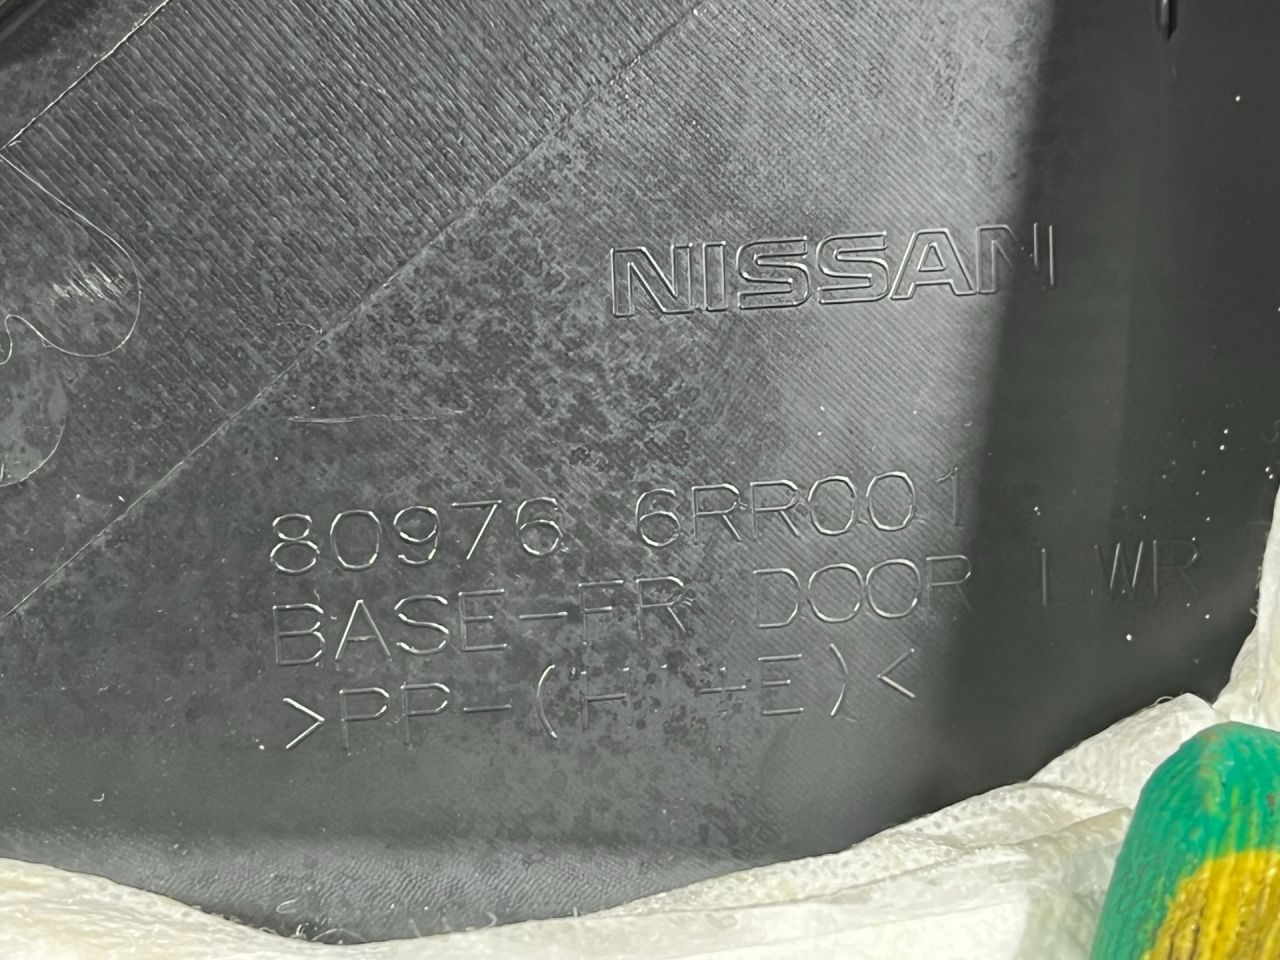 NISSAN
80976 6RR001
BASE-FR DOOR LWR
>PP-( +E)<